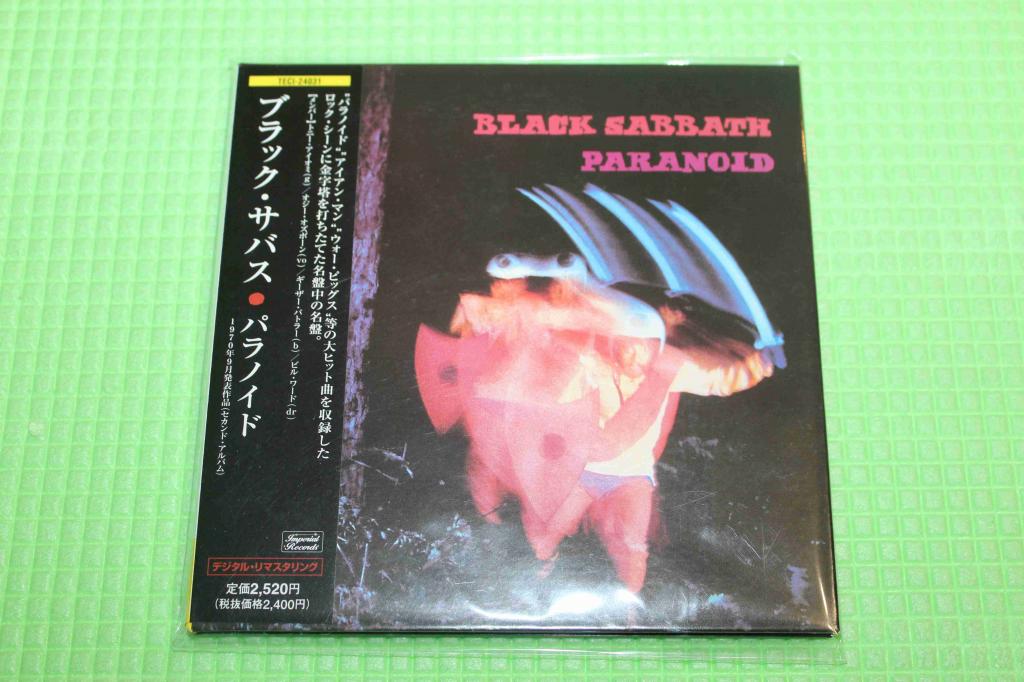 TECI-24031
"パラノイド""アイアン・マン""ウォー・ピッグス"等の大ヒット曲を収録した
ロック・シーンに金字塔を打ちたてた名盤中の名盤。
[メンバー]トニー・アイオミ(g)／オジー・オズボーン(vo)／ギーザー・バトラー(b)／ビル・ワード(dr)
ブラック・サバス●パラノイド
1970年9月発表作品(セカンド・アルバム)
Imperial
Records
デジタル・リマスタリング
定価2,520円
(税抜価格2,400円)
BLACK SABBATH
PARANOID